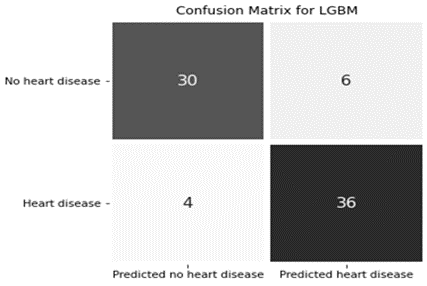 Confusion Matrix for LGBM
No heart disease
30
6
Heart disease
4
36
Predicted no heart disease
Predicted heart disease